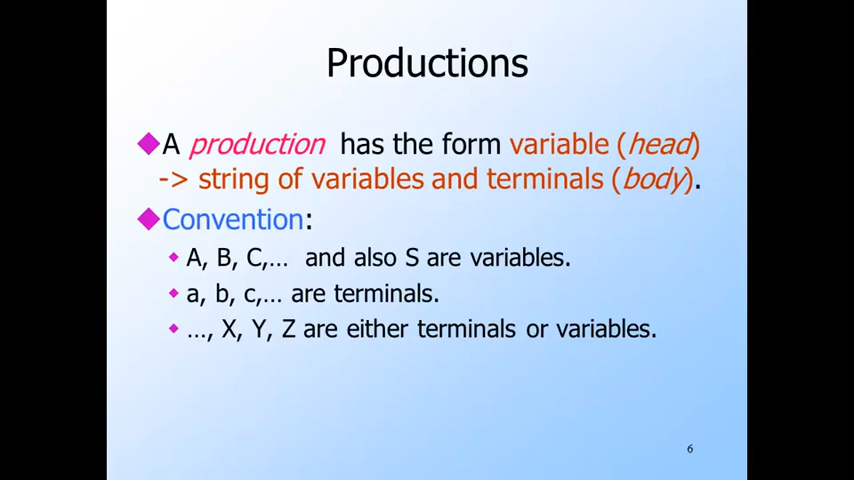 Productions
A production has the form variable (head)
-> string of variables and terminals (body).
Convention:
A, B, C,… and also S are variables.
a, b, c,… are terminals.
…, X, Y, Z are either terminals or variables.
6